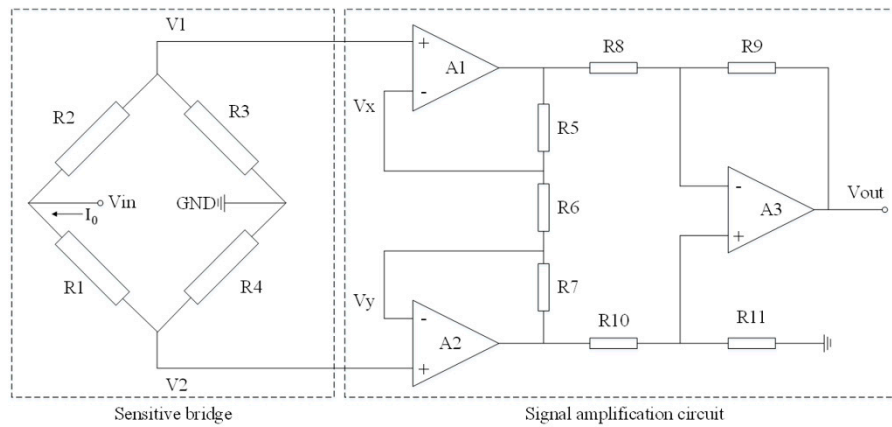 V1
R2
R3
Vin
I0
GND
R1
R4
V2
Sensitive bridge
+
A1
-
Vx
R5
R6
R7
Vy
-
A2
+
R8
R9
-
A3
+
Vout
R10
R11
Signal amplification circuit